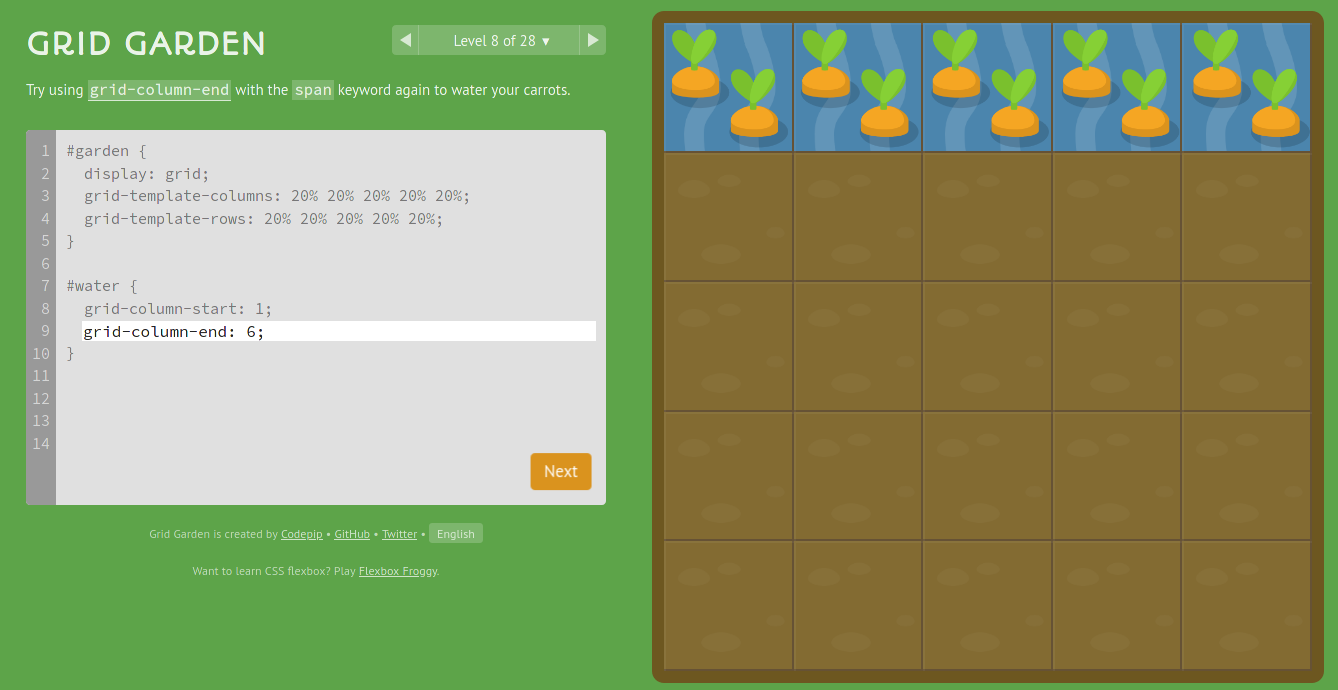 GRID GARDEN
◀ Level 8 of 28 ▾ ▶
Try using grid-column-end with the span keyword again to water your carrots.
1 #garden {
2 display: grid;
3 grid-template-columns: 20% 20% 20% 20% 20%;
4 grid-template-rows: 20% 20% 20% 20% 20%;
5 }
6
7 #water {
8 grid-column-start: 1;
9 grid-column-end: 6;
10 }
11
12
13
14
Next
Grid Garden is created by Codepip • GitHub • Twitter • English
Want to learn CSS flexbox? Play Flexbox Froggy.